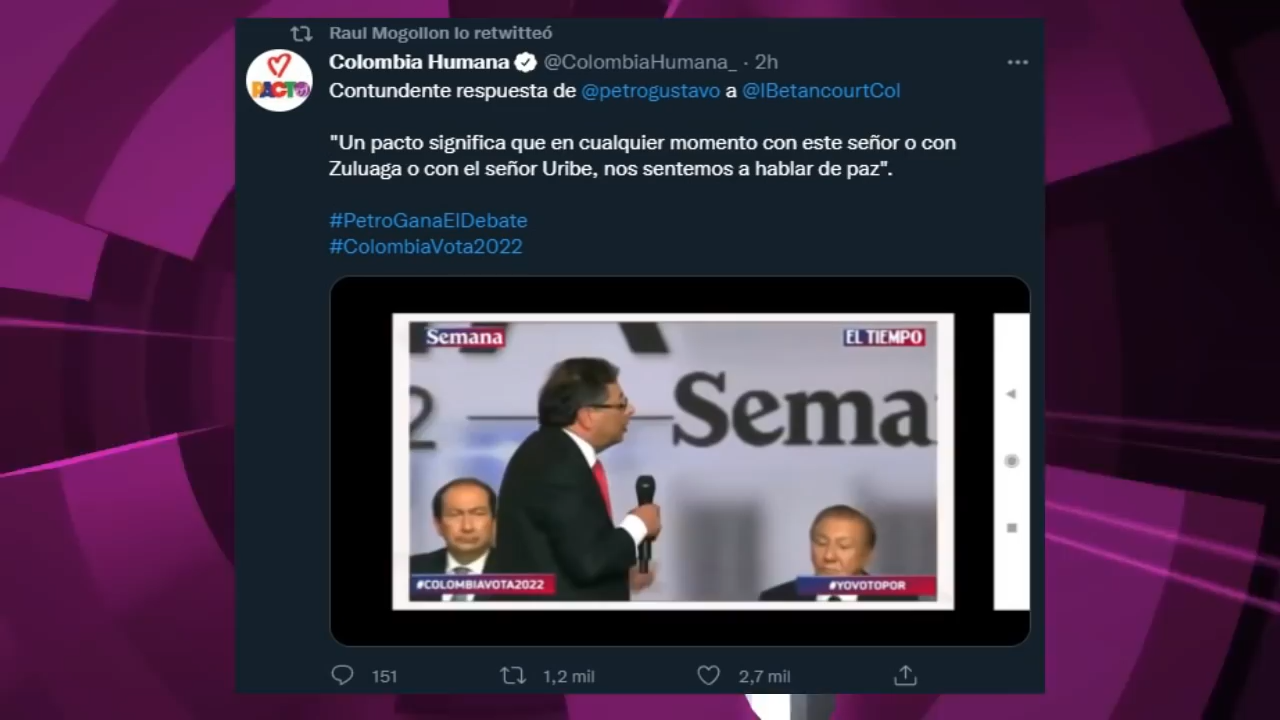 Raul Mogollon lo retwitteó
Colombia Humana @ColombiaHumana_ · 2h
PACTO
Contundente respuesta de @petrogustavo a @IBetancourtCol
"Un pacto significa que en cualquier momento con este señor o con
Zuluaga o con el señor Uribe, nos sentemos a hablar de paz".
#PetroGanaElDebate
#ColombiaVota2022
Semana
EL TIEMPO
2
Sema
#COLOMBIAVOTA2022
#YOVOTOPOR
151
1,2 mil
2,7 mil